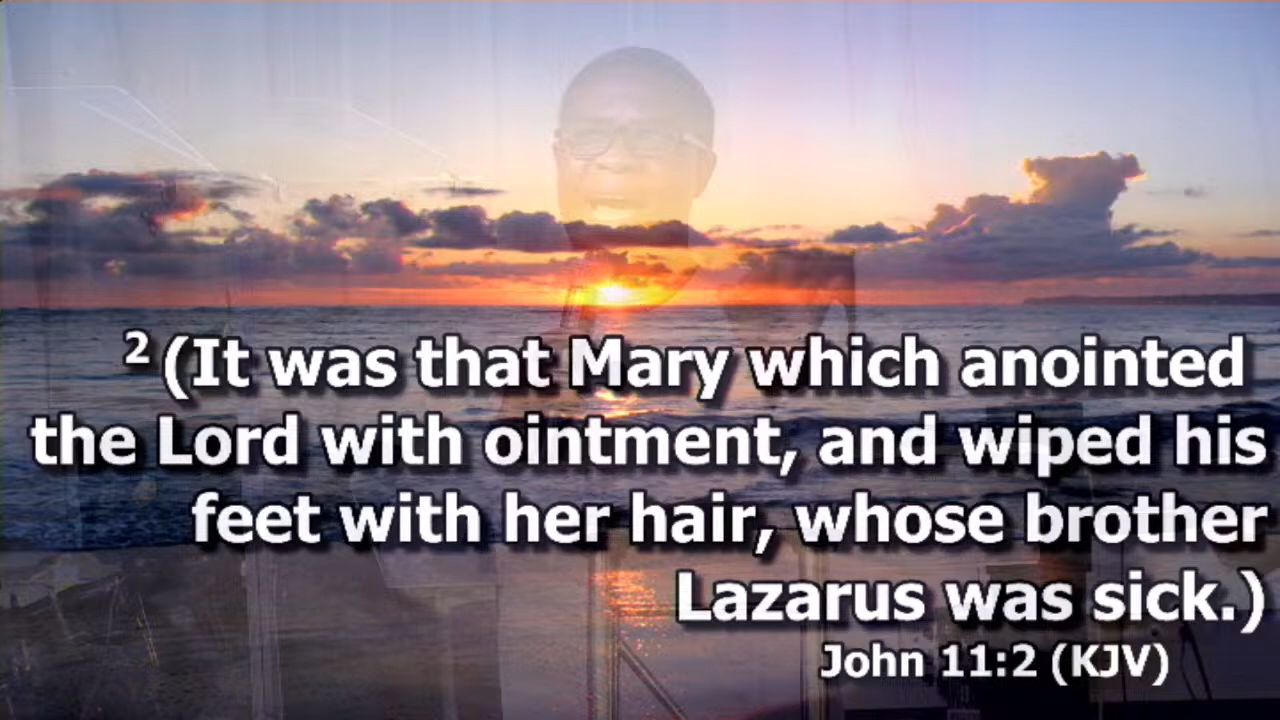 2 (It was that Mary which anointed
the Lord with ointment, and wiped his
feet with her hair, whose brother
Lazarus was sick.)
John 11:2 (KJV)